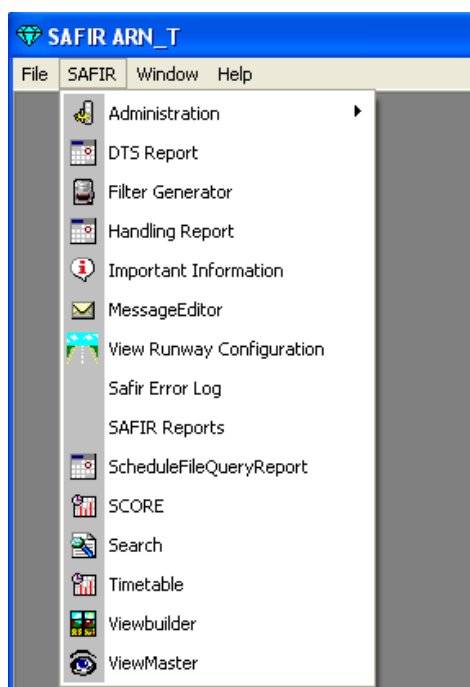 SAFIR ARN_T
File SAFIR Window Help
Administration
DTS Report
Filter Generator
Handling Report
Important Information
MessageEditor
View Runway Configuration
Safir Error Log
SAFIR Reports
ScheduleFileQueryReport
SCORE
Search
Timetable
Viewbuilder
ViewMaster